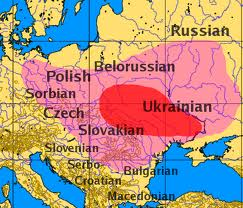 Russian
Belorussian
Polish
Sorbian
Ukrainian
Czech
Slovakian
Slovenian
Serbo
Bulgarian
Croatian
Macedonian